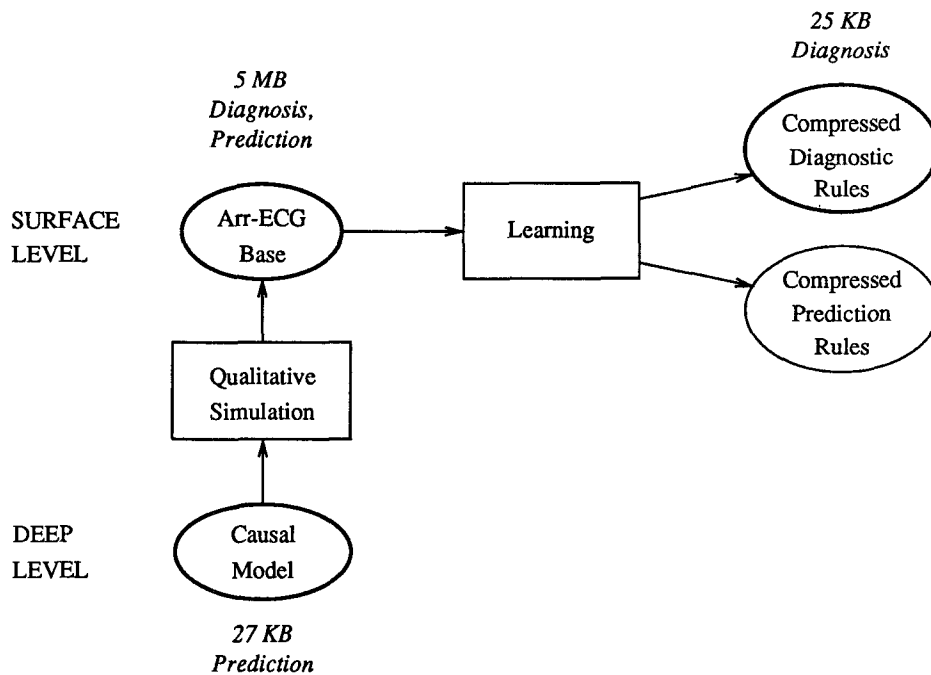 25 KB
Diagnosis
5 MB
Diagnosis,
Prediction
Compressed
Diagnostic
Rules
SURFACE
LEVEL
Arr-ECG
Base
Learning
Compressed
Prediction
Rules
Qualitative
Simulation
DEEP
LEVEL
Causal
Model
27 KB
Prediction